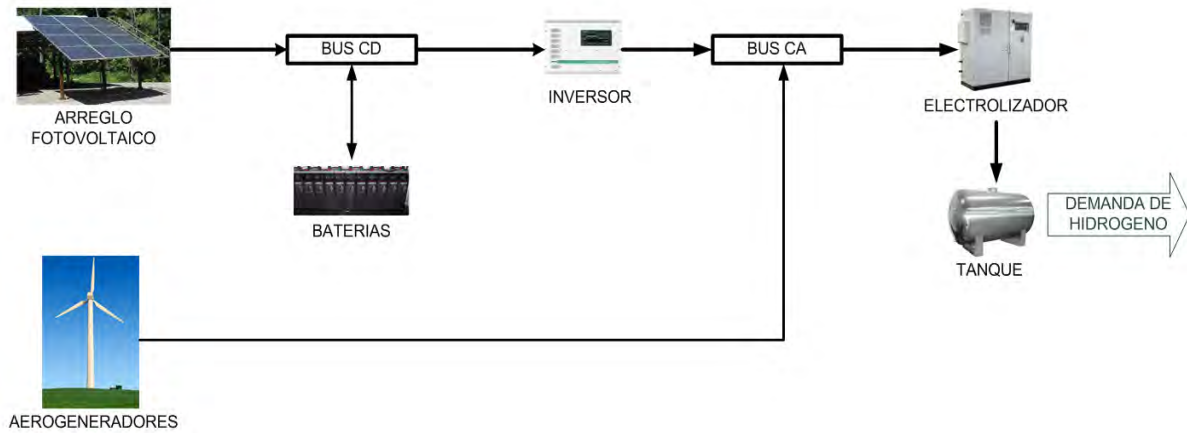 BUS CD
BUS CA
INVERSOR
ELECTROLIZADOR
ARREGLO
FOTOVOLTAICO
BATERIAS
DEMANDA DE
HIDROGENO
TANQUE
AEROGENERADORES